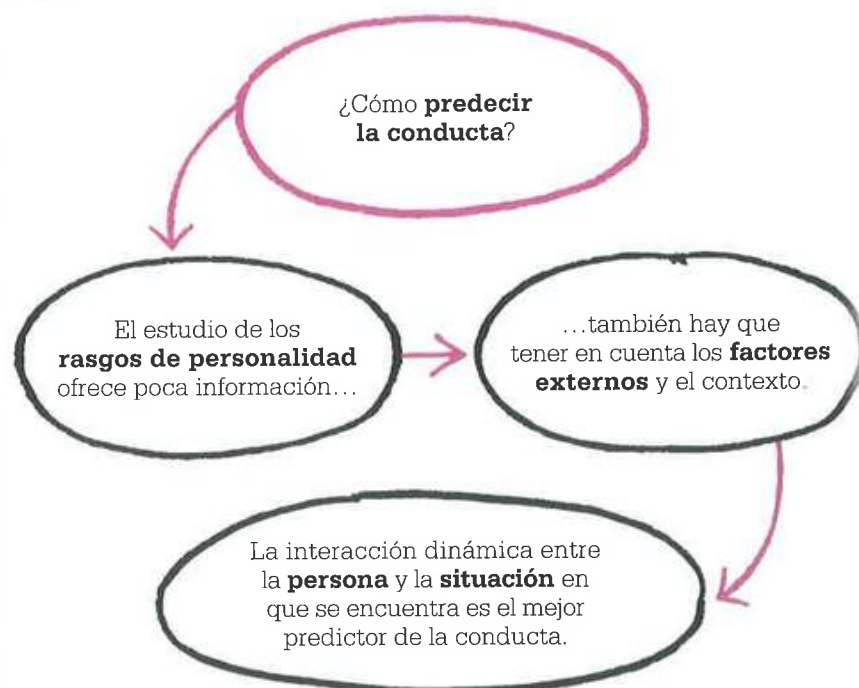 ¿Cómo predecir
la conducta?
El estudio de los
rasgos de personalidad
ofrece poca información…
…también hay que
tener en cuenta los factores
externos y el contexto.
La interacción dinámica entre
la persona y la situación en
que se encuentra es el mejor
predictor de la conducta.